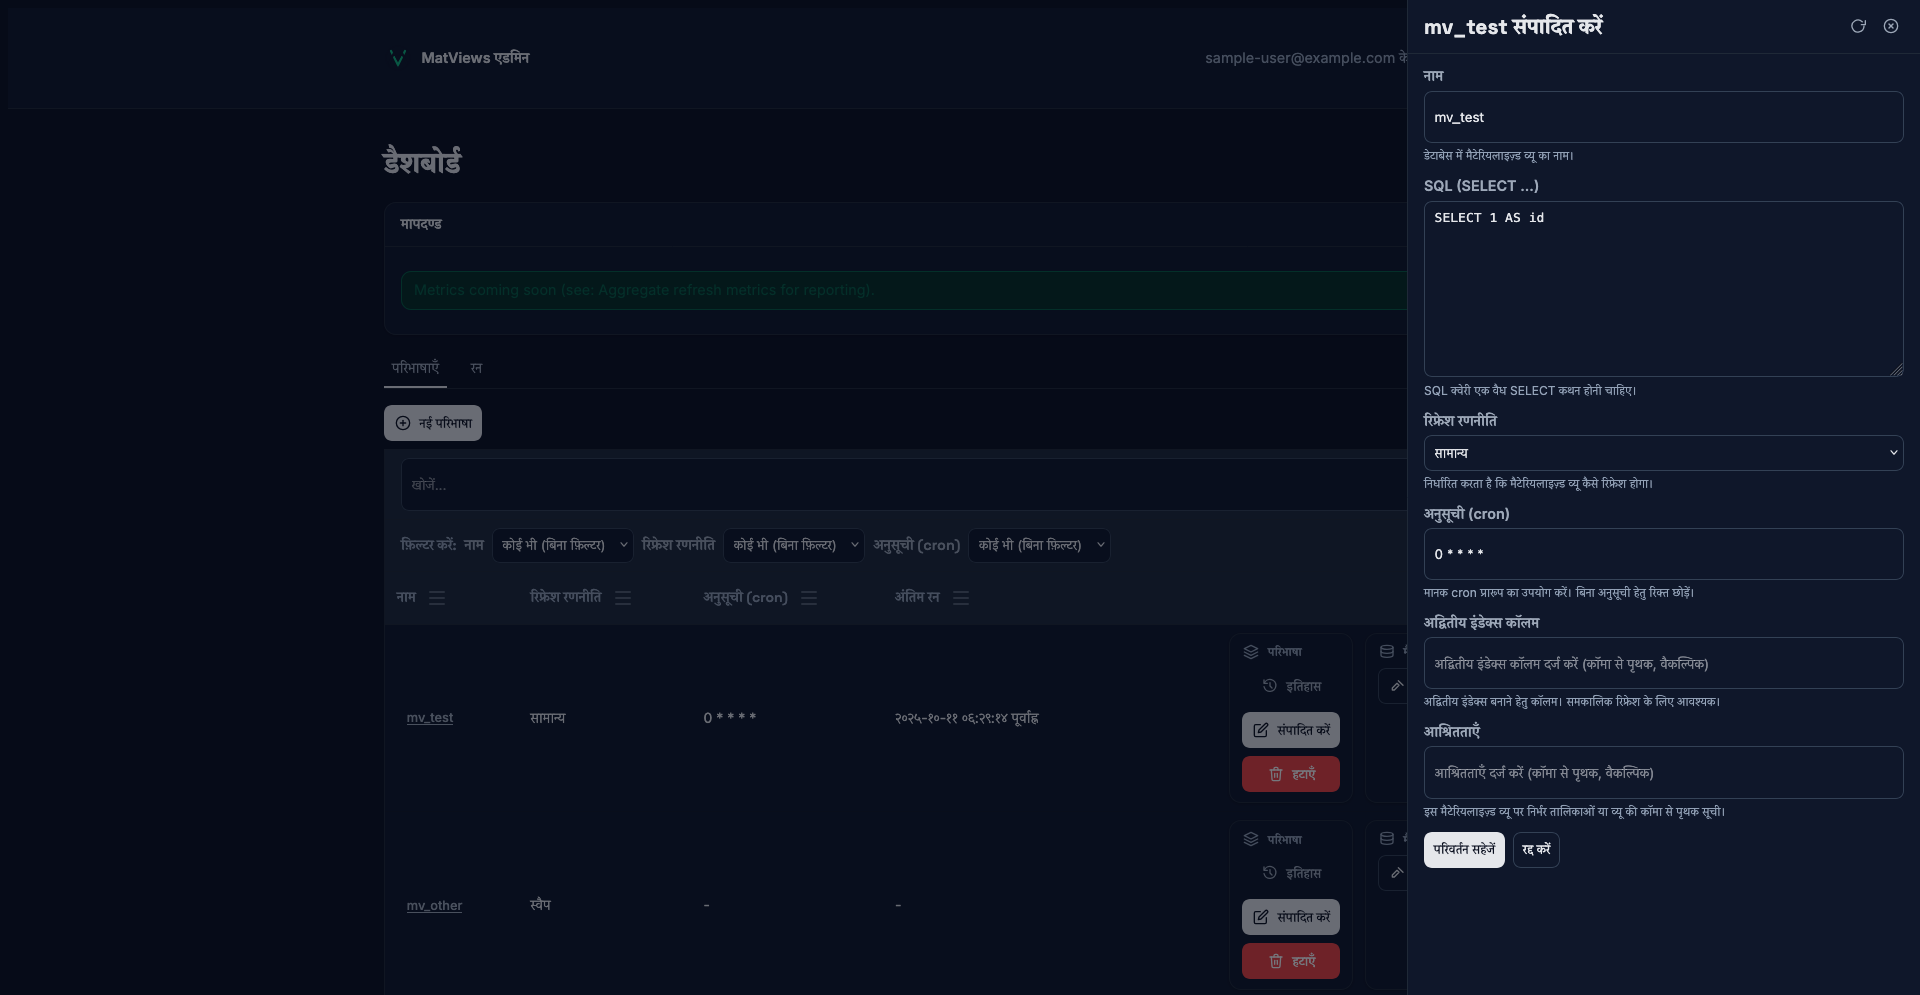 MatViews एडमिन
sample-user@example.com के
डैशबोर्ड
मापदण्ड
Metrics coming soon (see: Aggregate refresh metrics for reporting).
परिभाषाएँ रन
नई परिभाषा
खोजें...
फ़िल्टर करें: नाम कोई भी (बिना फ़िल्टर) रिफ्रेश रणनीति कोई भी (बिना फ़िल्टर) अनुसूची (cron) कोई भी (बिना फ़िल्टर)
नाम रिफ्रेश रणनीति अनुसूची (cron) अंतिम रन
परिभाषा
इतिहास
mv_test सामान्य 0 * * * * २०२५-१०-११ ०६:२९:१४ पूर्वाह्न
संपादित करें
हटाएँ
परिभाषा
इतिहास
mv_other स्वैप - -
संपादित करें
हटाएँ
mv_test संपादित करें
नाम
mv_test
डेटाबेस में मैटेरियलाइज़्ड व्यू का नाम।
SQL (SELECT ...)
SELECT 1 AS id
SQL क्वेरी एक वैध SELECT कथन होनी चाहिए।
रिफ्रेश रणनीति
सामान्य
निर्धारित करता है कि मैटेरियलाइज़्ड व्यू कैसे रिफ्रेश होगा।
अनुसूची (cron)
0 * * * *
मानक cron प्रारूप का उपयोग करें। बिना अनुसूची हेतु रिक्त छोड़ें।
अद्वितीय इंडेक्स कॉलम
अद्वितीय इंडेक्स कॉलम दर्ज करें (कॉमा से पृथक, वैकल्पिक)
अद्वितीय इंडेक्स बनाने हेतु कॉलम। समकालिक रिफ्रेश के लिए आवश्यक।
आश्रितताएँ
आश्रितताएँ दर्ज करें (कॉमा से पृथक, वैकल्पिक)
इस मैटेरियलाइज़्ड व्यू पर निर्भर तालिकाओं या व्यू की कॉमा से पृथक सूची।
परिवर्तन सहेजें रद्द करें